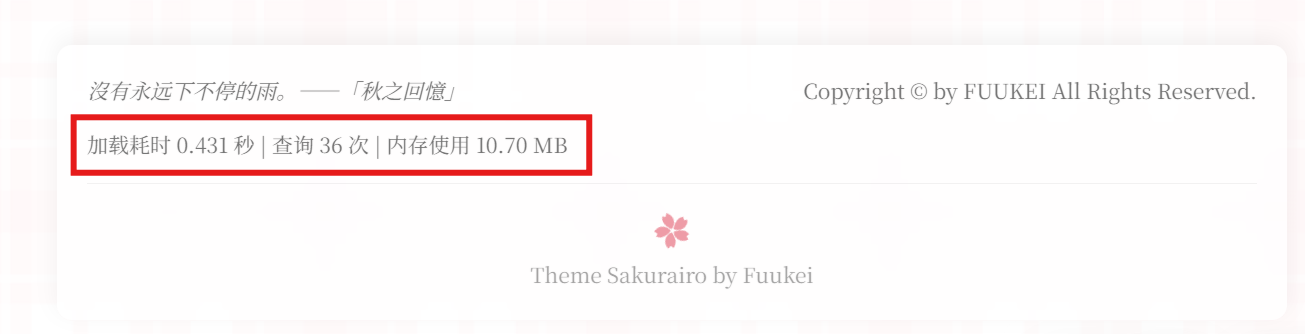 沒有永远下不停的雨。 ——「秋之回憶」
Copyright © by FUUKEI All Rights Reserved.
加载耗时 0.431 秒 | 查询 36 次 | 内存使用 10.70 MB
Theme Sakurairo by Fuukei